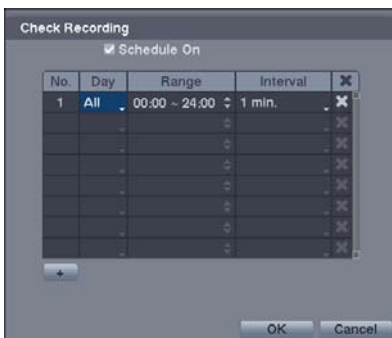 Check Recording
Schedule On
No. Day Range Interval
1 All 00:00 ~ 24:00 1 min.
+
OK Cancel